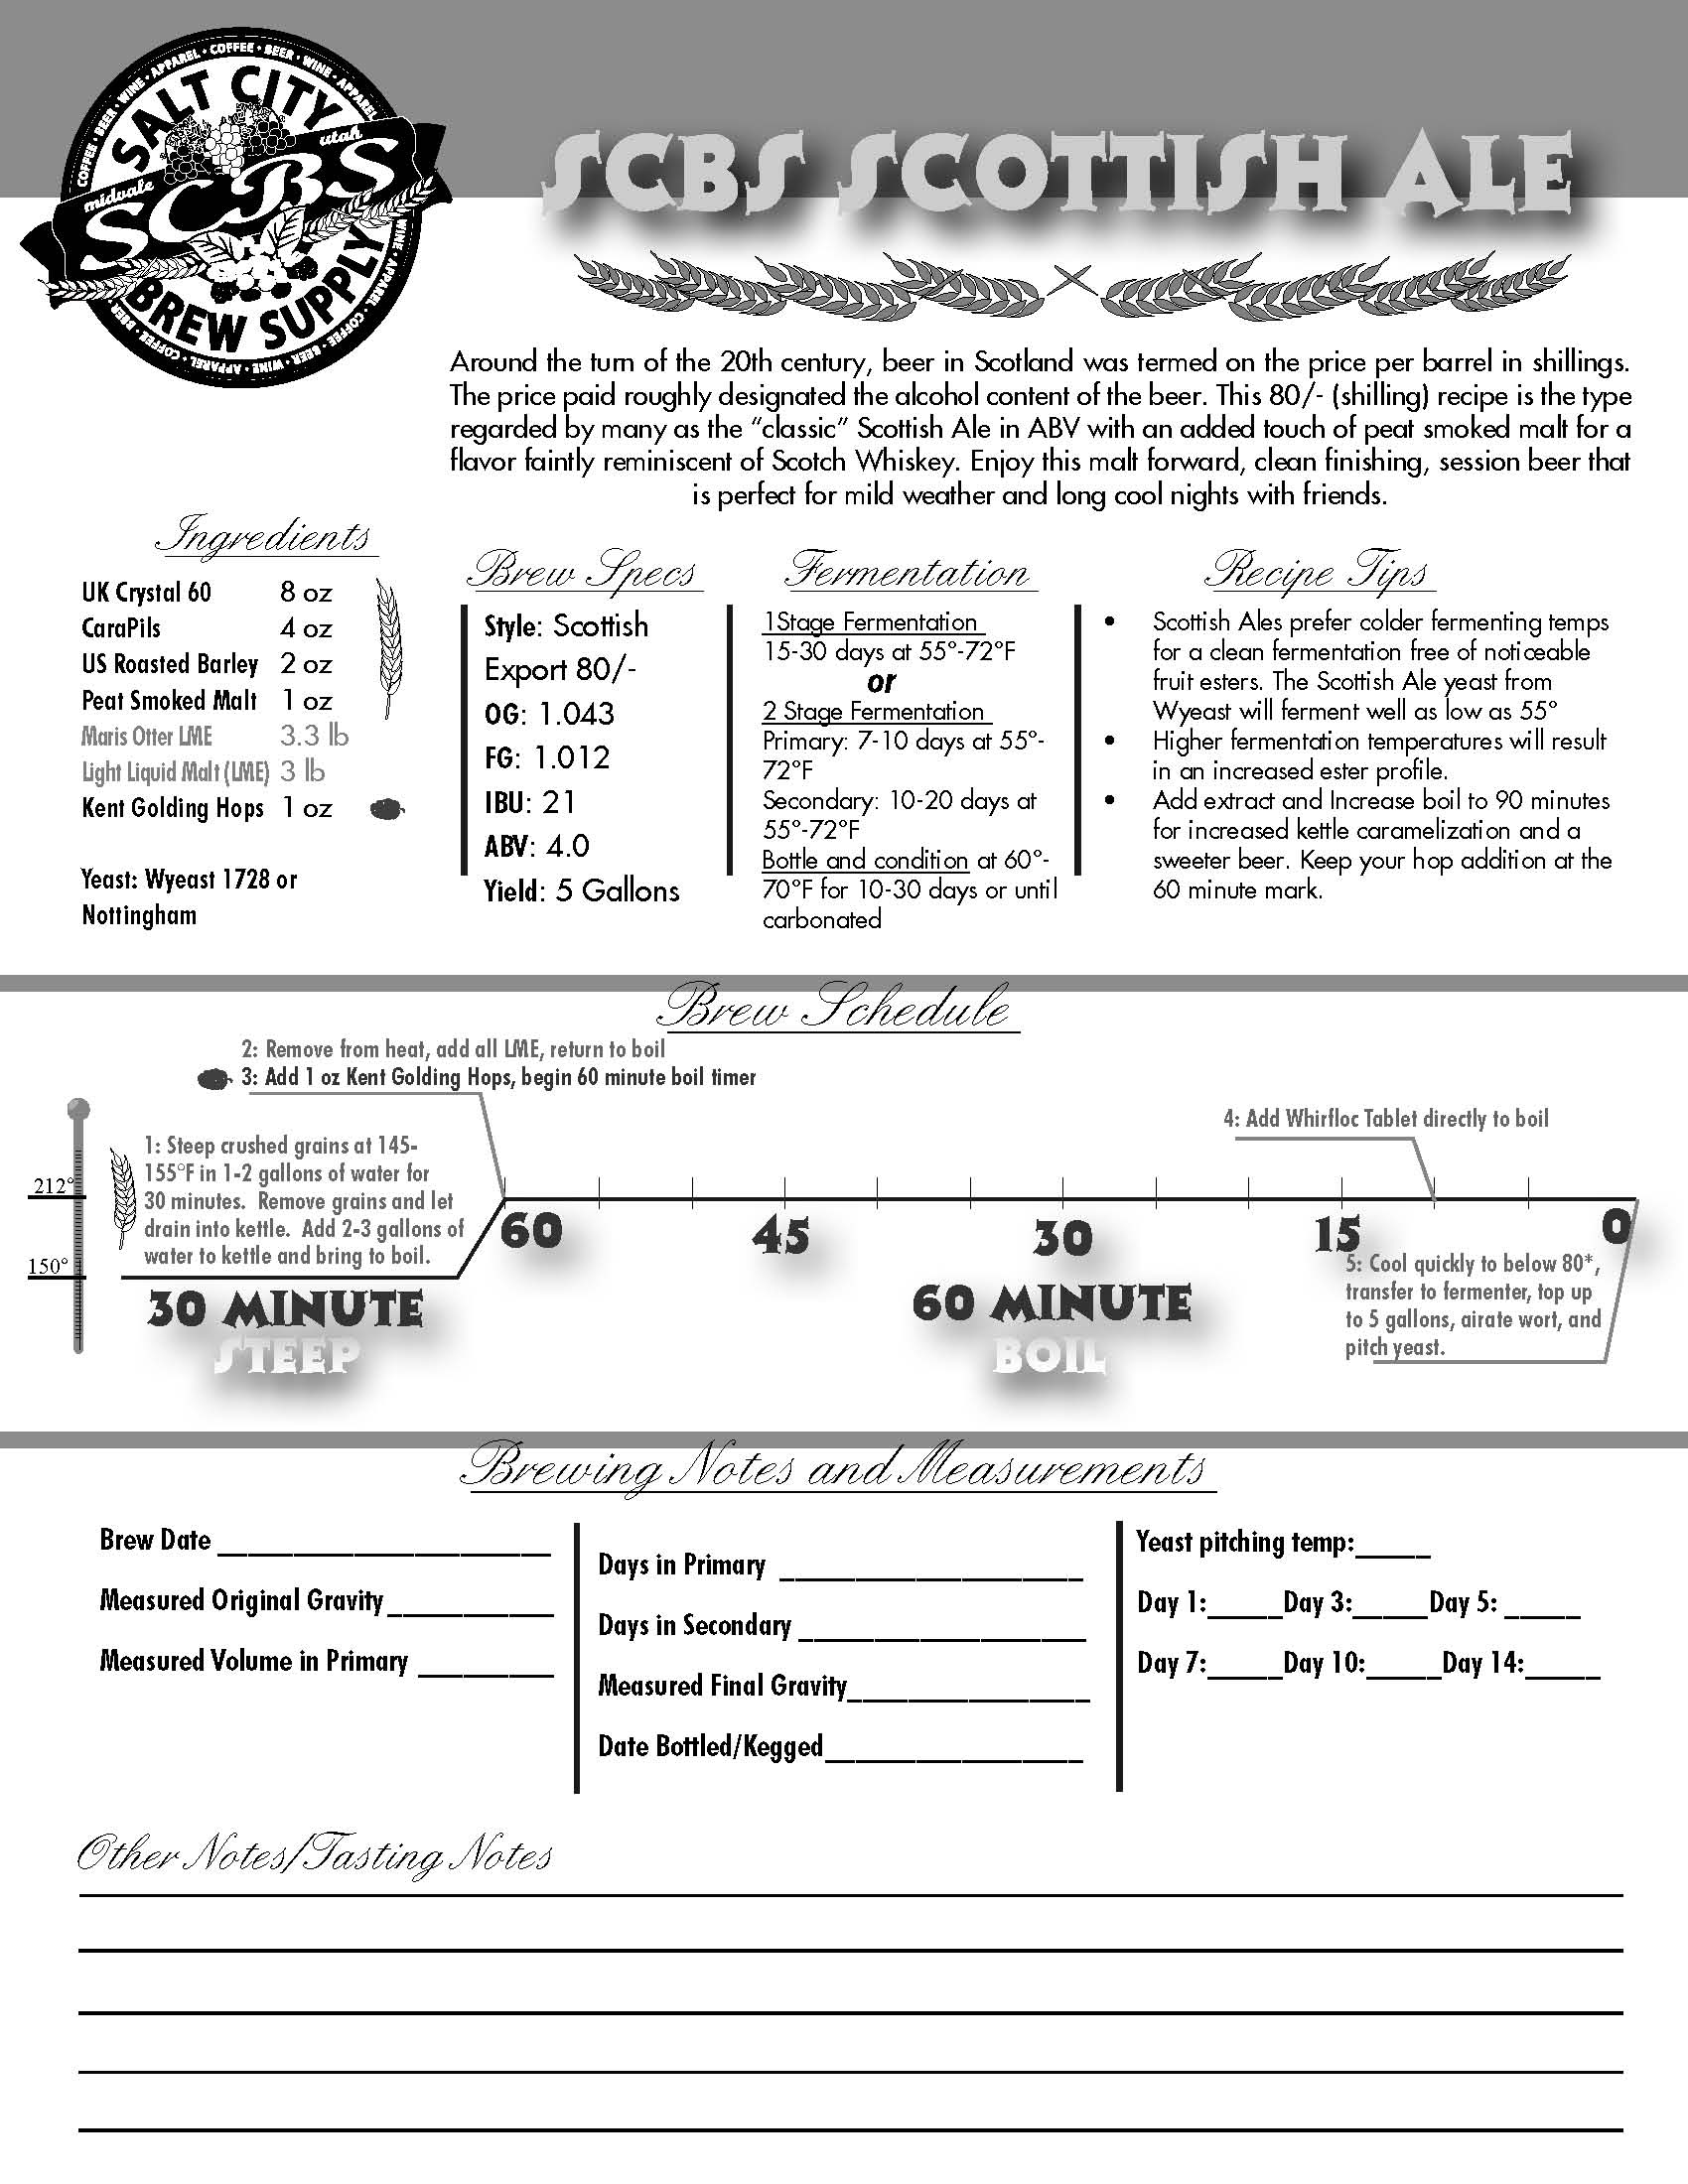 COFFEE • BEER • WINE • APPAREL • COFFEE • BEER • WINE • APPAREL
SALT CITY
midvale
utah
SCBS
BREW SUPPLY
SCBS SCOTTISH ALE
Around the turn of the 20th century, beer in Scotland was termed on the price per barrel in shillings.
The price paid roughly designated the alcohol content of the beer. This 80/- (shilling) recipe is the type
regarded by many as the “classic” Scottish Ale in ABV with an added touch of peat smoked malt for a
flavor faintly reminiscent of Scotch Whiskey. Enjoy this malt forward, clean finishing, session beer that
is perfect for mild weather and long cool nights with friends.
Ingredients
UK Crystal 60 8 oz
CaraPils 4 oz
US Roasted Barley 2 oz
Peat Smoked Malt 1 oz
Maris Otter LME 3.3 lb
Light Liquid Malt (LME) 3 lb
Kent Golding Hops 1 oz
Yeast: Wyeast 1728 or
Nottingham
Brew Specs
Style: Scottish
Export 80/-
OG: 1.043
FG: 1.012
IBU: 21
ABV: 4.0
Yield: 5 Gallons
Fermentation
1Stage Fermentation
15-30 days at 55°-72°F
or
2 Stage Fermentation
Primary: 7-10 days at 55°-
72°F
Secondary: 10-20 days at
55°-72°F
Bottle and condition at 60°-
70°F for 10-30 days or until
carbonated
Recipe Tips
• Scottish Ales prefer colder fermenting temps
for a clean fermentation free of noticeable
fruit esters. The Scottish Ale yeast from
Wyeast will ferment well as low as 55°
• Higher fermentation temperatures will result
in an increased ester profile.
• Add extract and Increase boil to 90 minutes
for increased kettle caramelization and a
sweeter beer. Keep your hop addition at the
60 minute mark.
Brew Schedule
2: Remove from heat, add all LME, return to boil
3: Add 1 oz Kent Golding Hops, begin 60 minute boil timer
1: Steep crushed grains at 145-
155°F in 1-2 gallons of water for
30 minutes. Remove grains and let
drain into kettle. Add 2-3 gallons of
water to kettle and bring to boil.
212°
150°
30 MINUTE
STEEP
4: Add Whirfloc Tablet directly to boil
60 45 30 15 0
60 MINUTE
BOIL
5: Cool quickly to below 80*,
transfer to fermenter, top up
to 5 gallons, airate wort, and
pitch yeast.
Brewing Notes and Measurements
Brew Date ______________________
Measured Original Gravity ___________
Measured Volume in Primary _________
Days in Primary ____________________
Days in Secondary ___________________
Measured Final Gravity________________
Date Bottled/Kegged_________________
Yeast pitching temp:_____
Day 1:_____Day 3:_____Day 5: _____
Day 7:_____Day 10:_____Day 14:_____
Other Notes/Tasting Notes